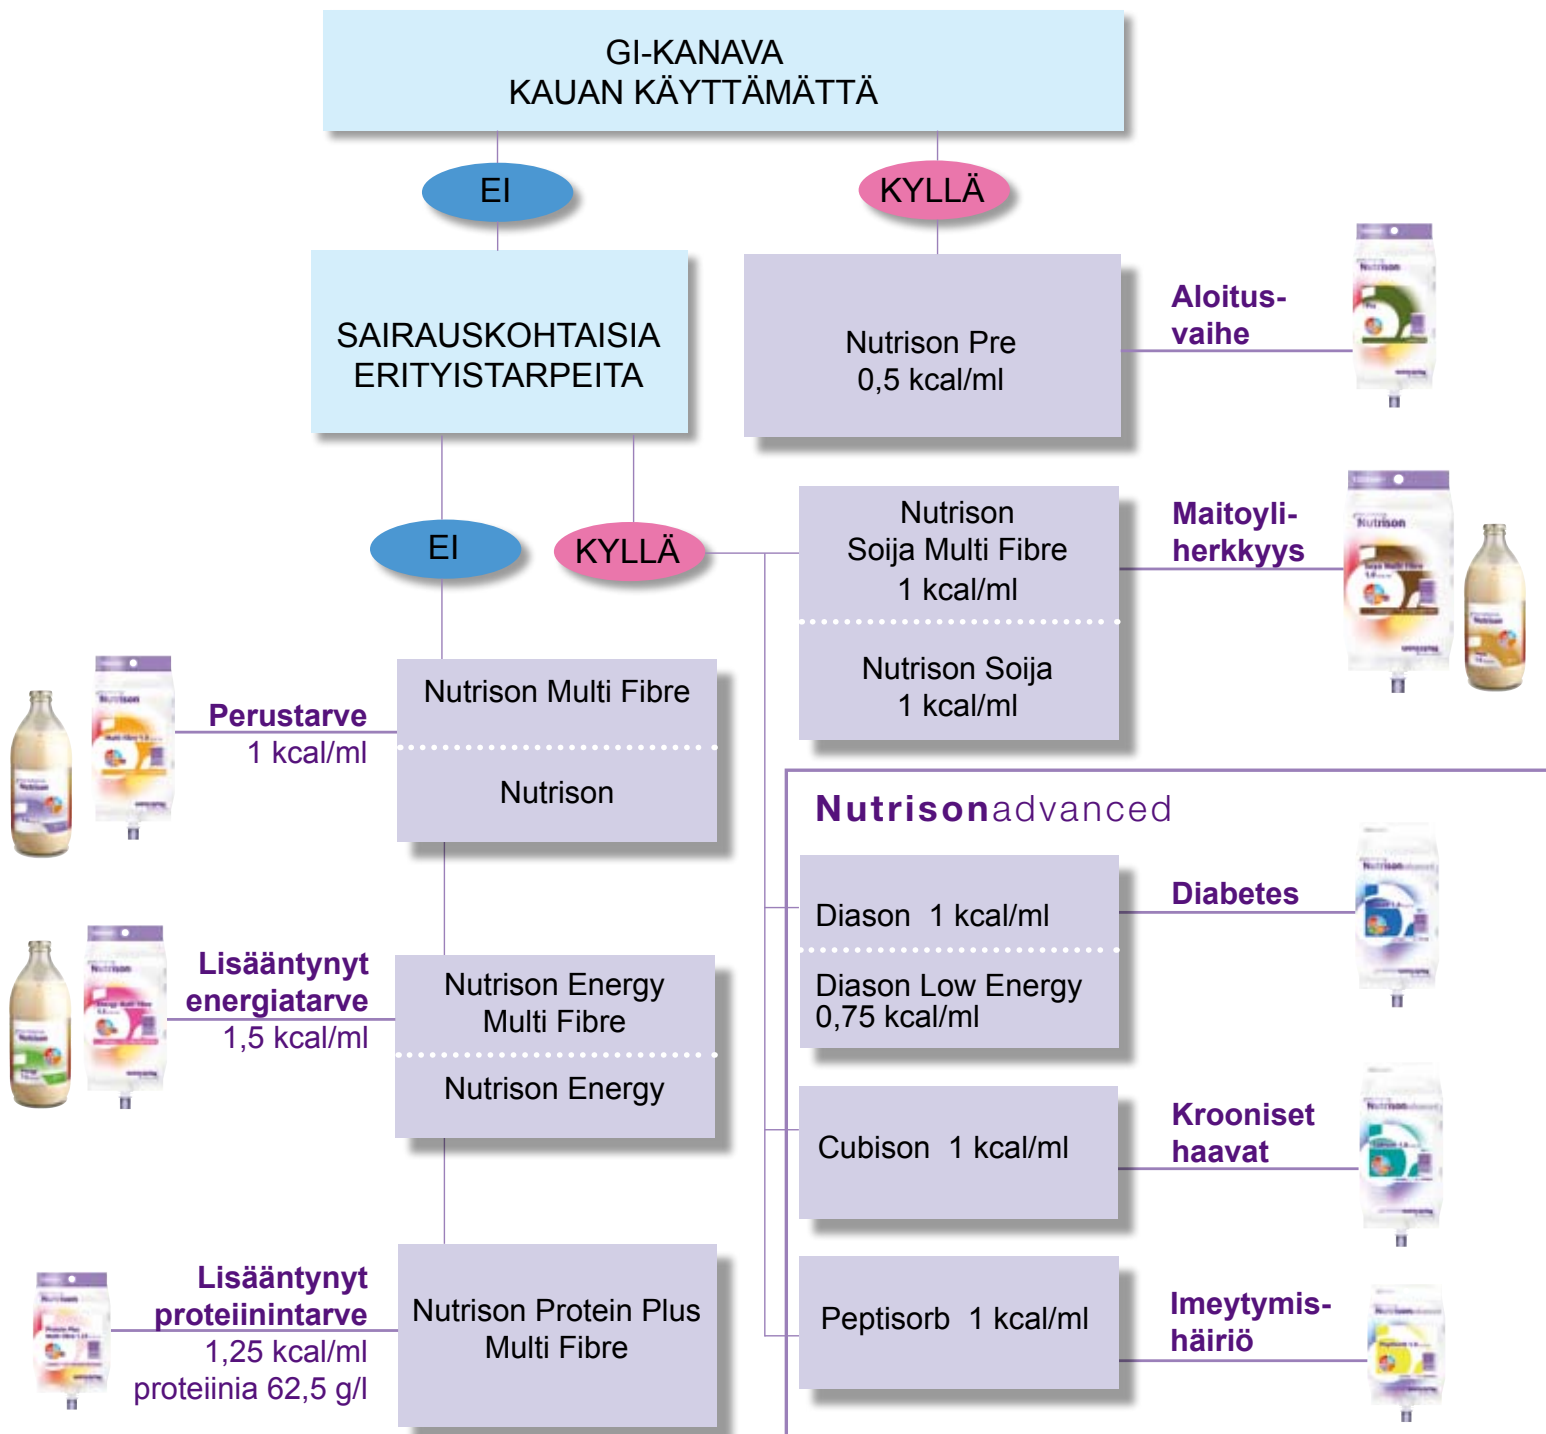 GI-KANAVA
KAUAN KÄYTTÄMÄTTÄ
EI
KYLLÄ
SAIRAUSKOHTAISIA
ERITYISTARPEITA
Nutrison Pre
0,5 kcal/ml
Aloitus-
vaihe
Nutrison
EI
KYLLÄ
Nutrison
Soija Multi Fibre
1 kcal/ml
Nutrison Soija
1 kcal/ml
Maitoyli-
herkkyys
Nutrison
Perustarve
1 kcal/ml
Nutrison Multi Fibre
Nutrison
Nutrisonadvanced
Diason 1 kcal/ml
Diason Low Energy
0,75 kcal/ml
Diabetes
Lisääntynyt
energiatarve
1,5 kcal/ml
Nutrison Energy
Multi Fibre
Nutrison Energy
Cubison 1 kcal/ml
Krooniset
haavat
Lisääntynyt
proteiinintarve
1,25 kcal/ml
proteiinia 62,5 g/l
Nutrison Protein Plus
Multi Fibre
Peptisorb 1 kcal/ml
Imeytymis-
häiriö